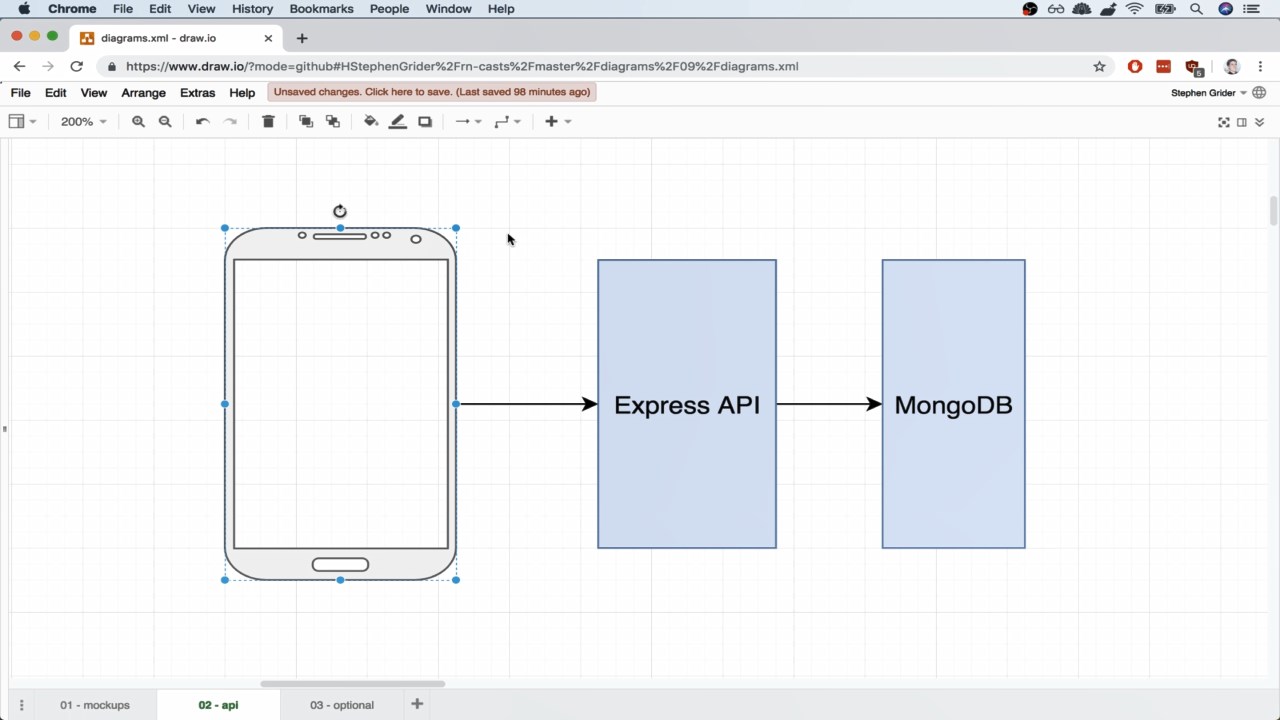 Chrome File Edit View History Bookmarks People Window Help
diagrams.xml - draw.io
https://www.draw.io/?mode=github#HStephenGrider%2Frn-casts%2Fmaster%2Fdiagrams%2F09%2Fdiagrams.xml
5
File Edit View Arrange Extras Help Unsaved changes. Click here to save. (Last saved 98 minutes ago) Stephen Grider
200%
Express API
MongoDB
01 - mockups 02 - api 03 - optional